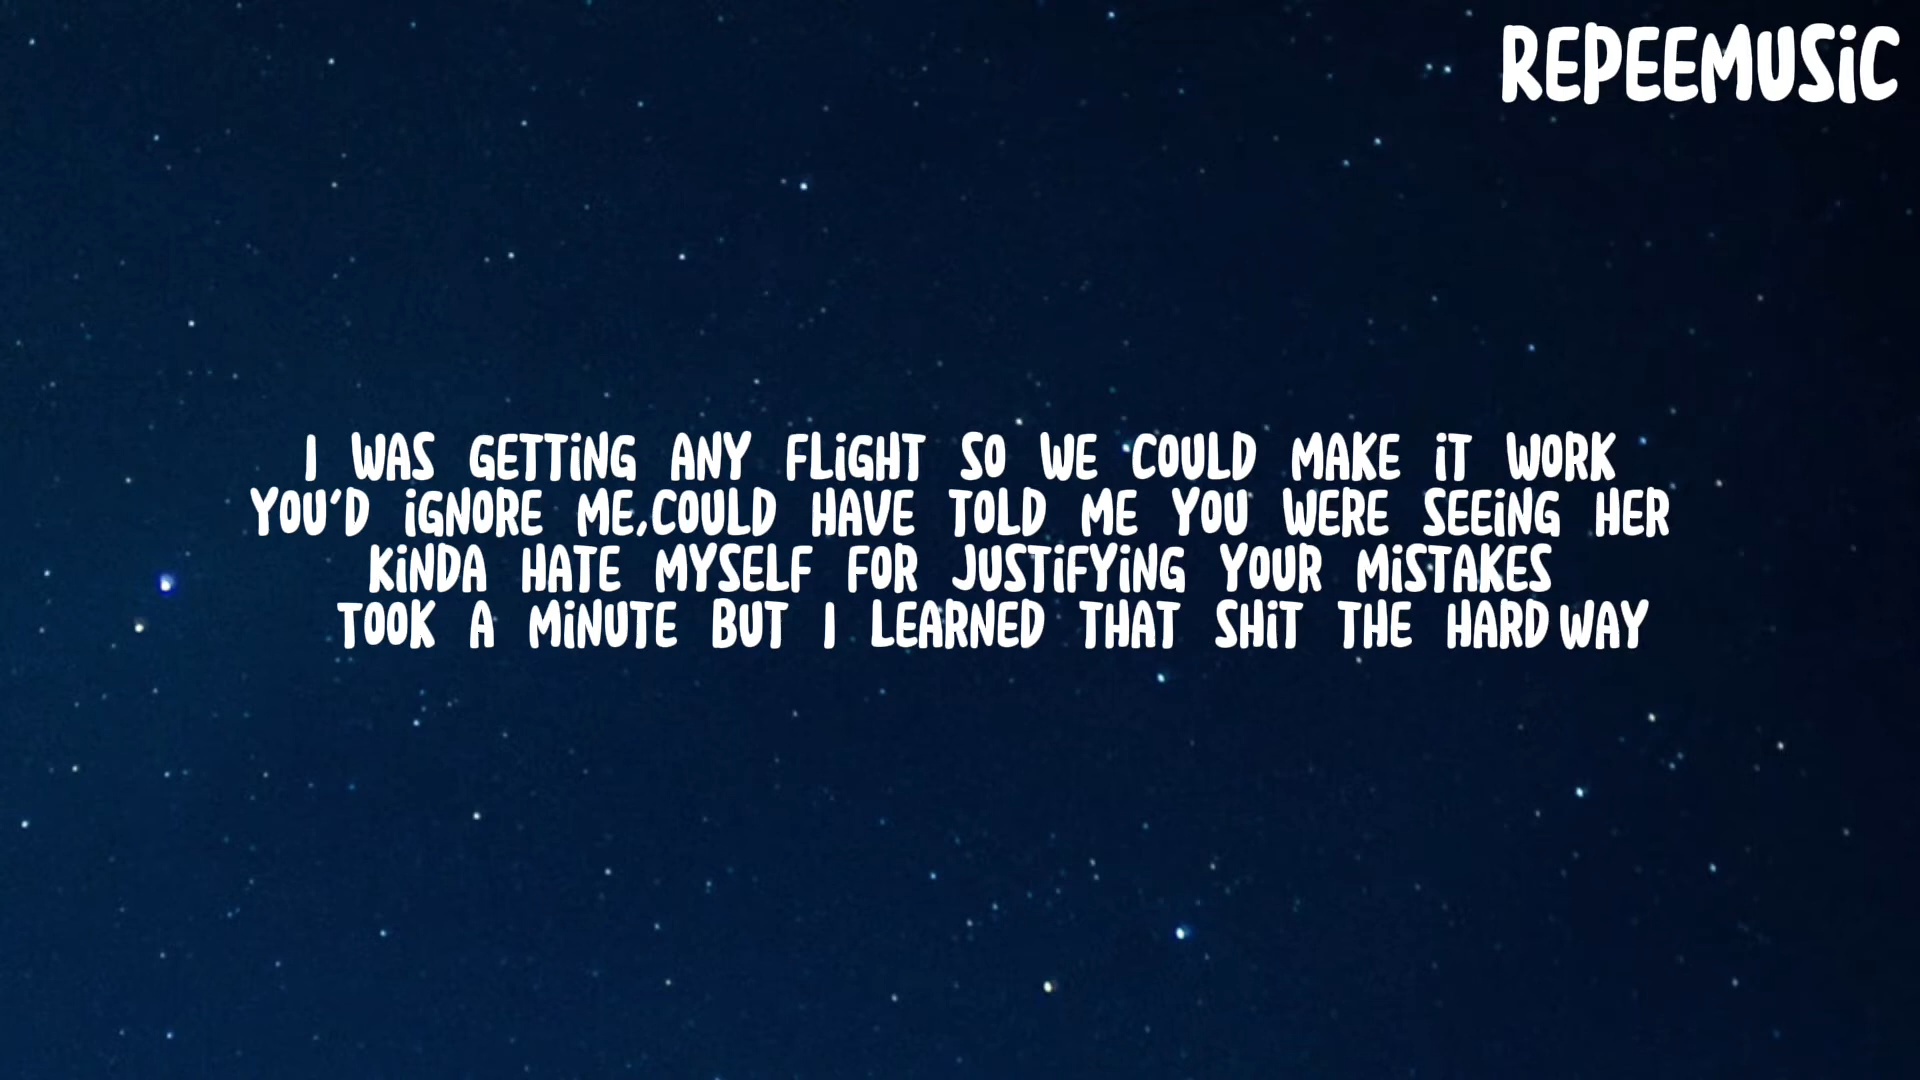 REPEEMUSiC
I WAS GETTiNG ANY FLiGHT SO WE COULD MAKE iT WORK
YOU'D iGNORE ME,COULD HAVE TOLD ME YOU WERE SEEiNG HER
KiNDA HATE MYSELF FOR JUSTiFYiNG YOUR MiSTAKES
TOOK A MiNUTE BUT I LEARNED THAT SHiT THE HARD WAY